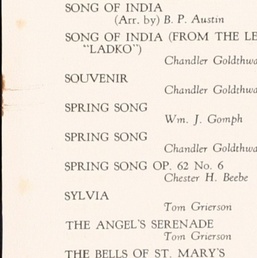 SONG OF INDIA
(Arr. by) B. P. Austin
SONG OF INDIA (FROM THE LE
"LADKO")
Chandler Goldthwa
SOUVENIR
Chandler Goldthwa
SPRING SONG
Wm. J. Gomph
SPRING SONG
Chandler Goldthwa
SPRING SONG OP. 62 No. 6
Chester H. Beebe
SYLVIA
Tom Grierson
THE ANGEL'S SERENADE
Tom Grierson
THE BELLS OF ST. MARY'S